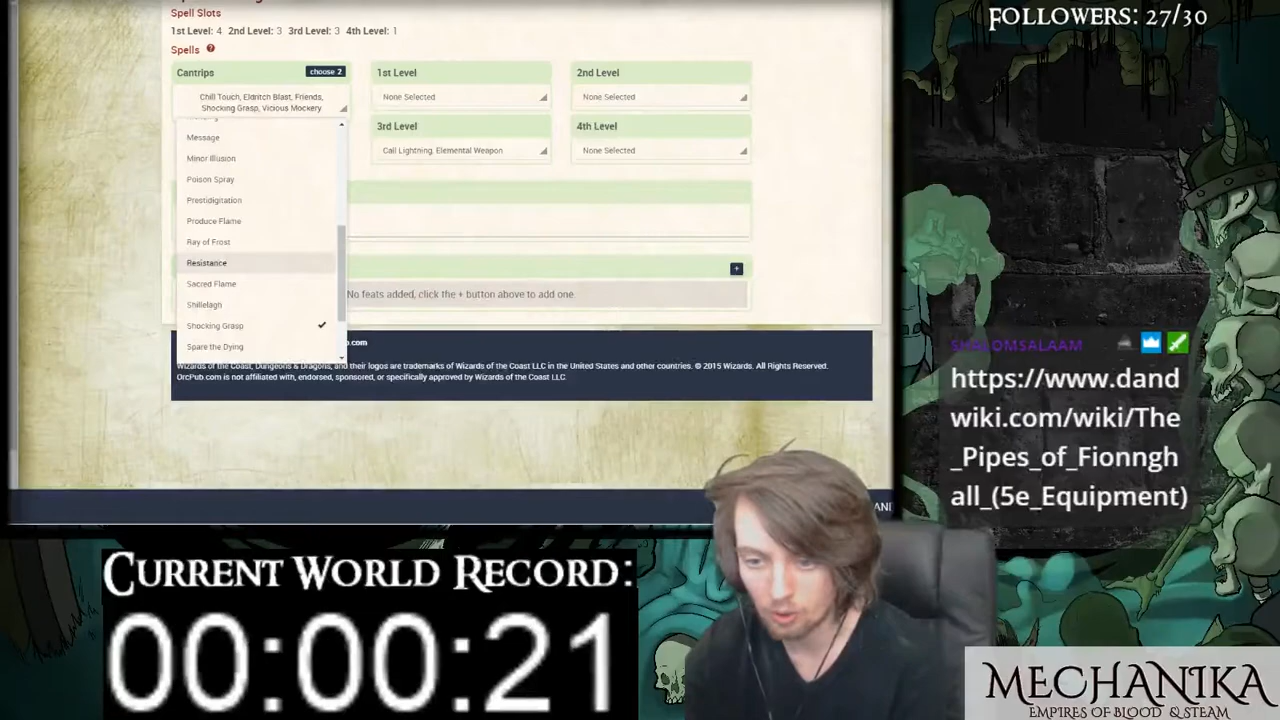 FOLLOWERS: 27/30
Spell Slots
1st Level: 4 2nd Level: 3 3rd Level: 3 4th Level: 1
Spells ?
Cantrips choose 2
1st Level
2nd Level
Chill Touch, Eldritch Blast, Friends,
Shocking Grasp, Vicious Mockery
None Selected
None Selected
3rd Level
4th Level
Call Lightning, Elemental Weapon
None Selected
Message
Minor Illusion
Poison Spray
Prestidigitation
Produce Flame
Ray of Frost
Resistance
Sacred Flame
Shillelagh
Shocking Grasp
Spare the Dying
+
No feats added, click the + button above to add one.
Wizards of the Coast, Dungeons & Dragons, and their logos are trademarks of Wizards of the Coast LLC in the United States and other countries. © 2015 Wizards. All Rights Reserved.
OrcPub.com is not affiliated with, endorsed, sponsored, or specifically approved by Wizards of the Coast LLC.
SHALOMSALAAM
https://www.dand
wiki.com/wiki/The
_Pipes_of_Fionngh
all_(5e_Equipment)
CURRENT WORLD RECORD:
00:00:21
MECHANIKA
EMPIRES OF BLOOD & STEAM